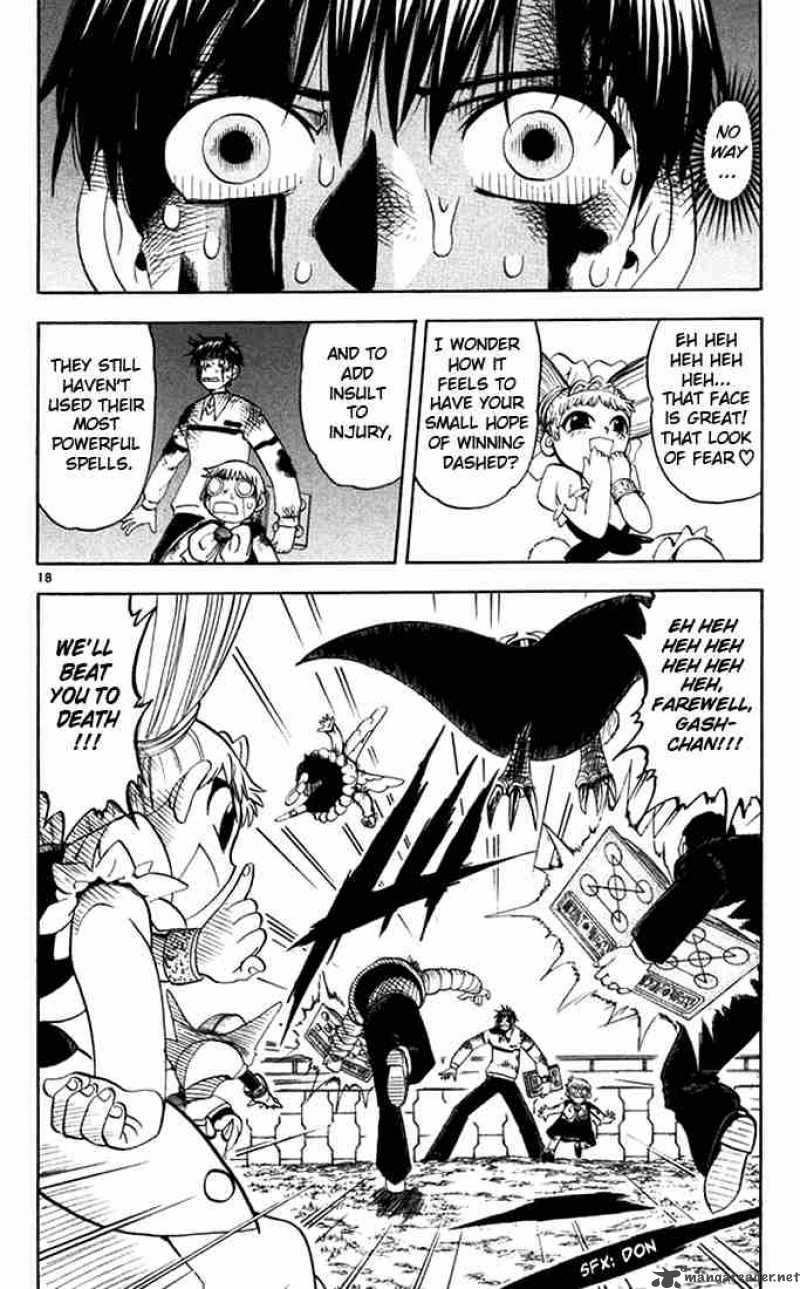 NO
WAY
...
EH HEH
HEH HEH
HEH...
THAT FACE
IS GREAT!
THAT LOOK
OF FEAR♡
I WONDER
HOW IT
FEELS TO
HAVE YOUR
SMALL HOPE
OF WINNING
DASHED?
AND TO
ADD
INSULT
TO
INJURY,
THEY STILL
HAVEN'T
USED THEIR
MOST
POWERFUL
SPELLS.
18
EH HEH
HEH HEH
HEH HEH
HEH,
FAREWELL,
GASH-
CHAN!!!
WE'LL
BEAT
YOU TO
DEATH
!!!
SFX: DON
mangareader.net